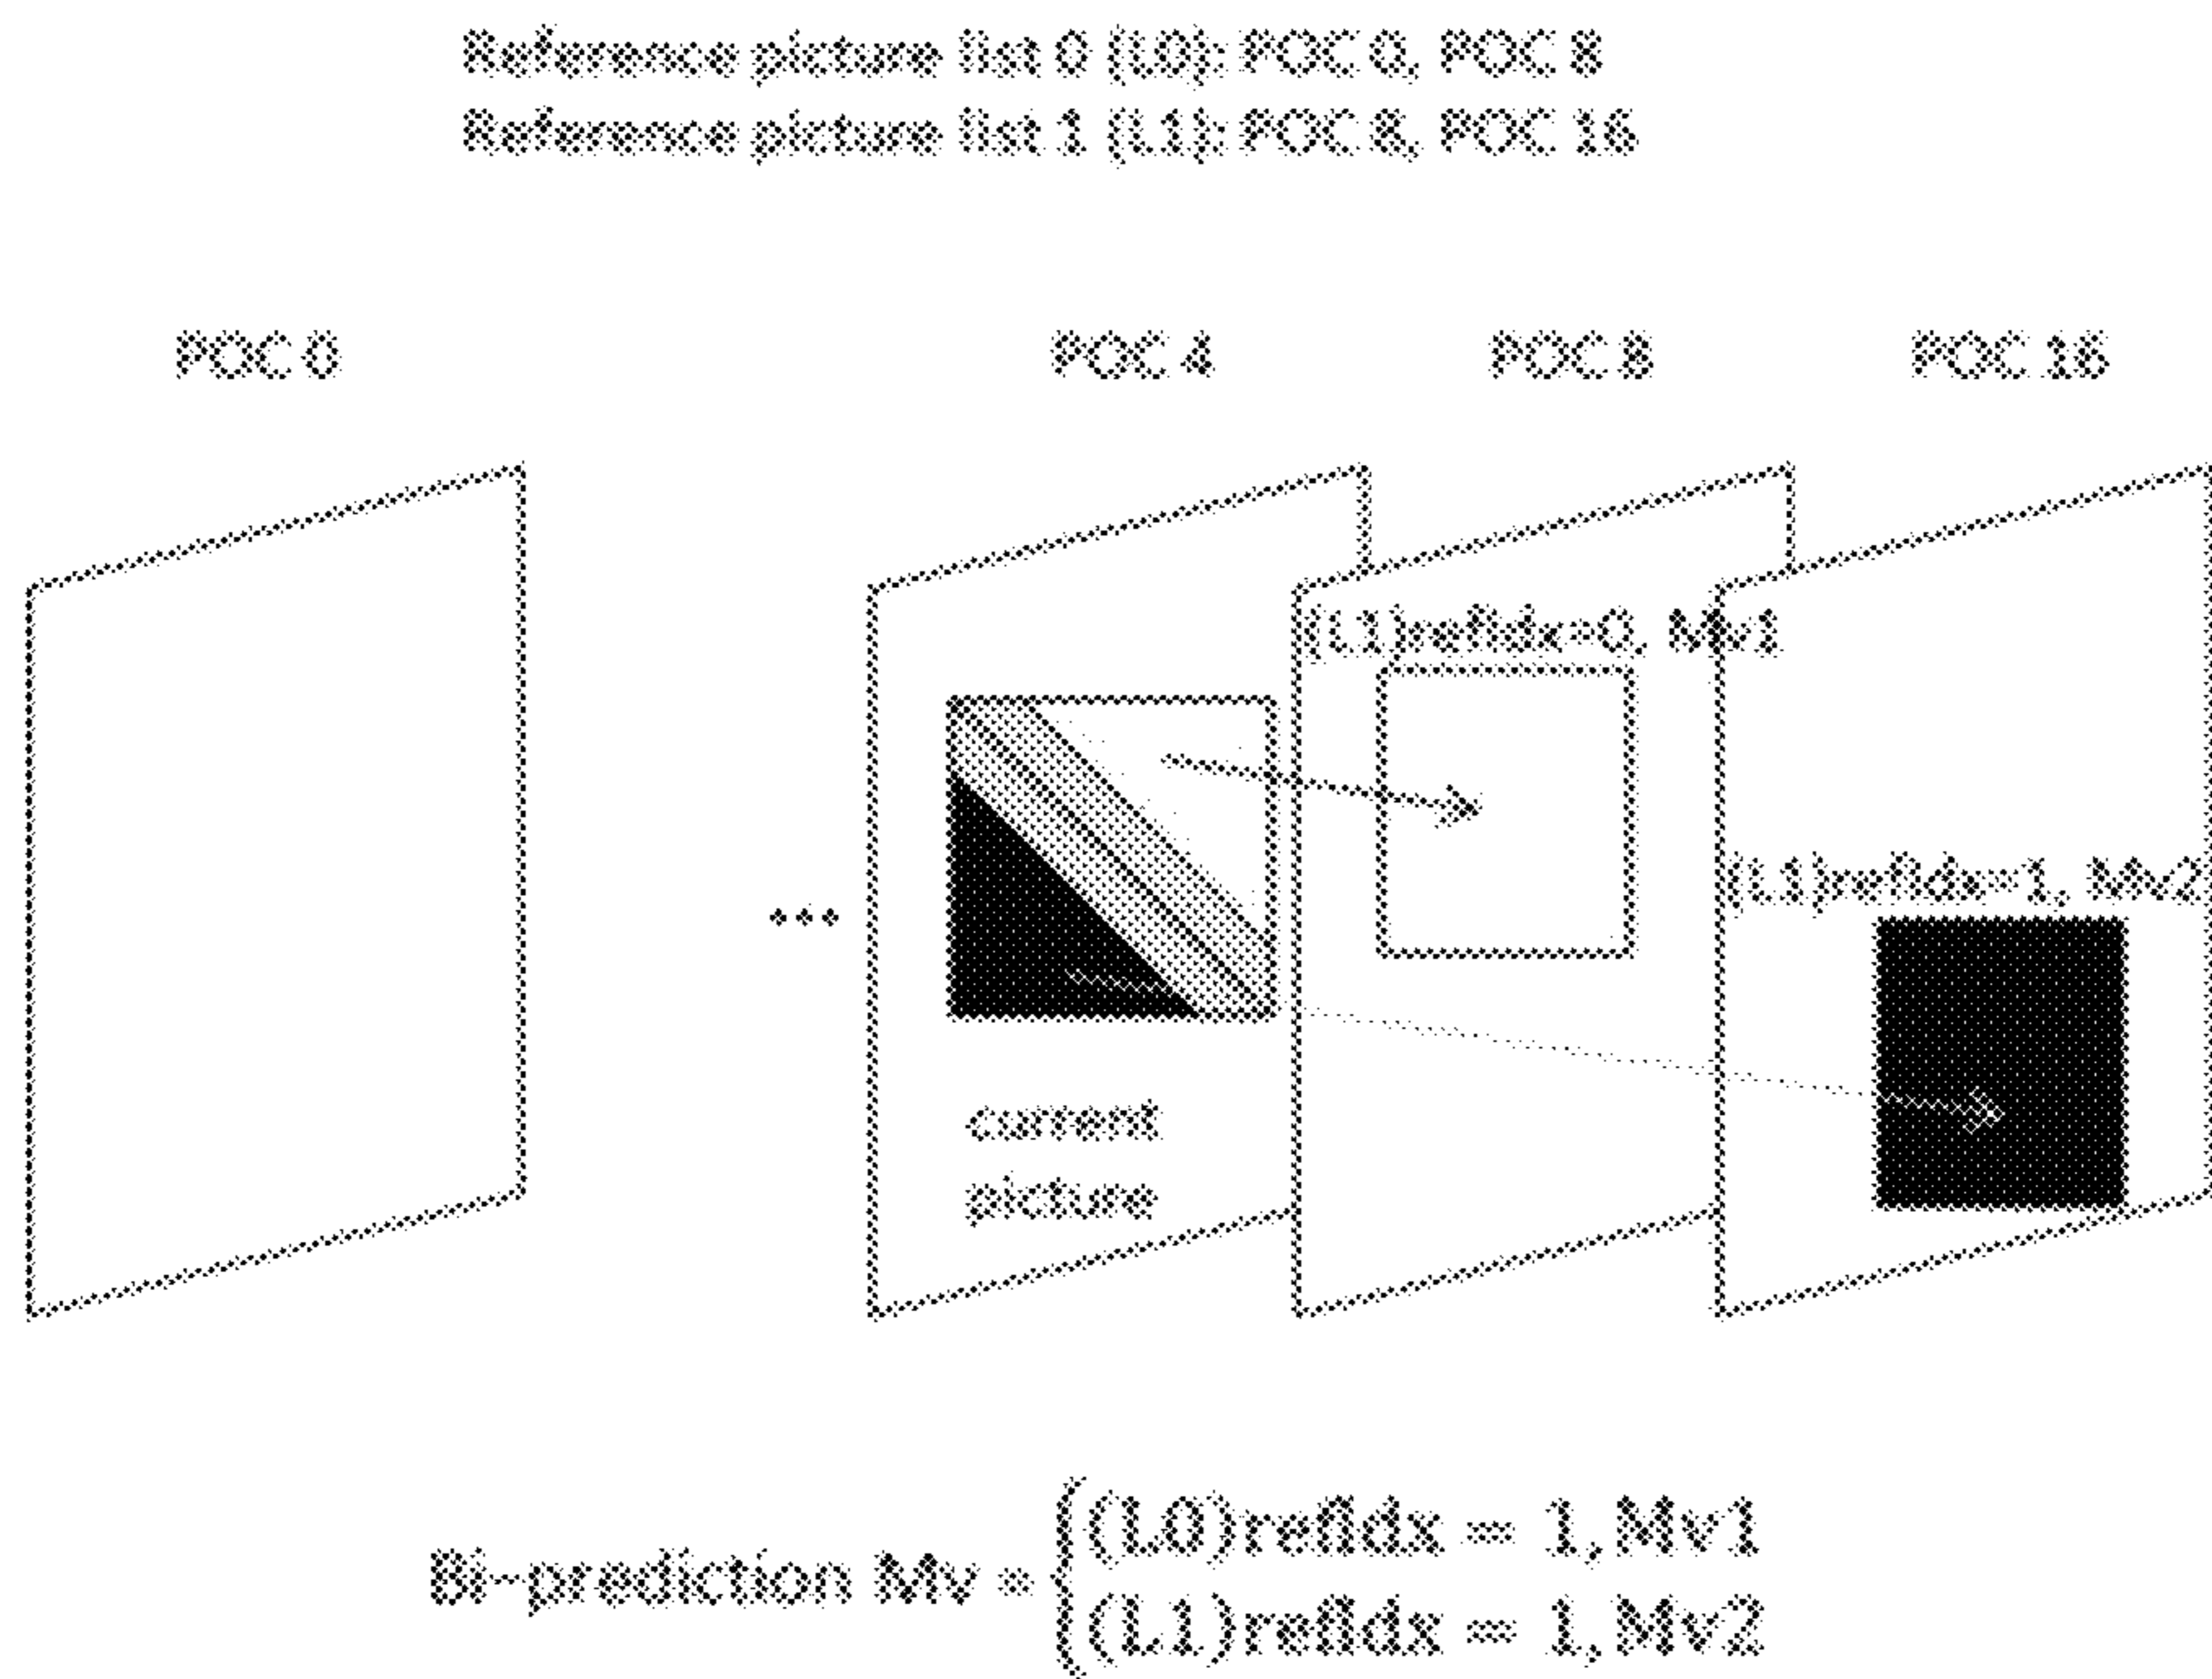 Reference picture list 0 (L0): POC 0, POC 8
Reference picture list 1 (L1): POC 8, POC 16
POC 0 POC 4 POC 8 POC 16
(L1)refIdx=0, Mv1
(L1)refIdx=1, Mv2
...
current
picture
Bi-prediction Mv = { (L0)refIdx = 1, Mv1
(L1)refIdx = 1, Mv2